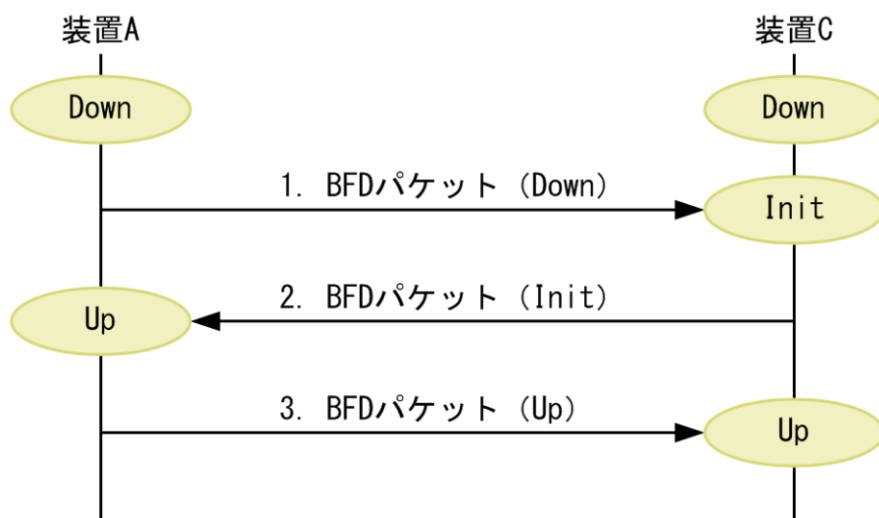 装置A
装置C
Down
Down
1. BFDパケット (Down)
Init
2. BFDパケット (Init)
Up
3. BFDパケット (Up)
Up